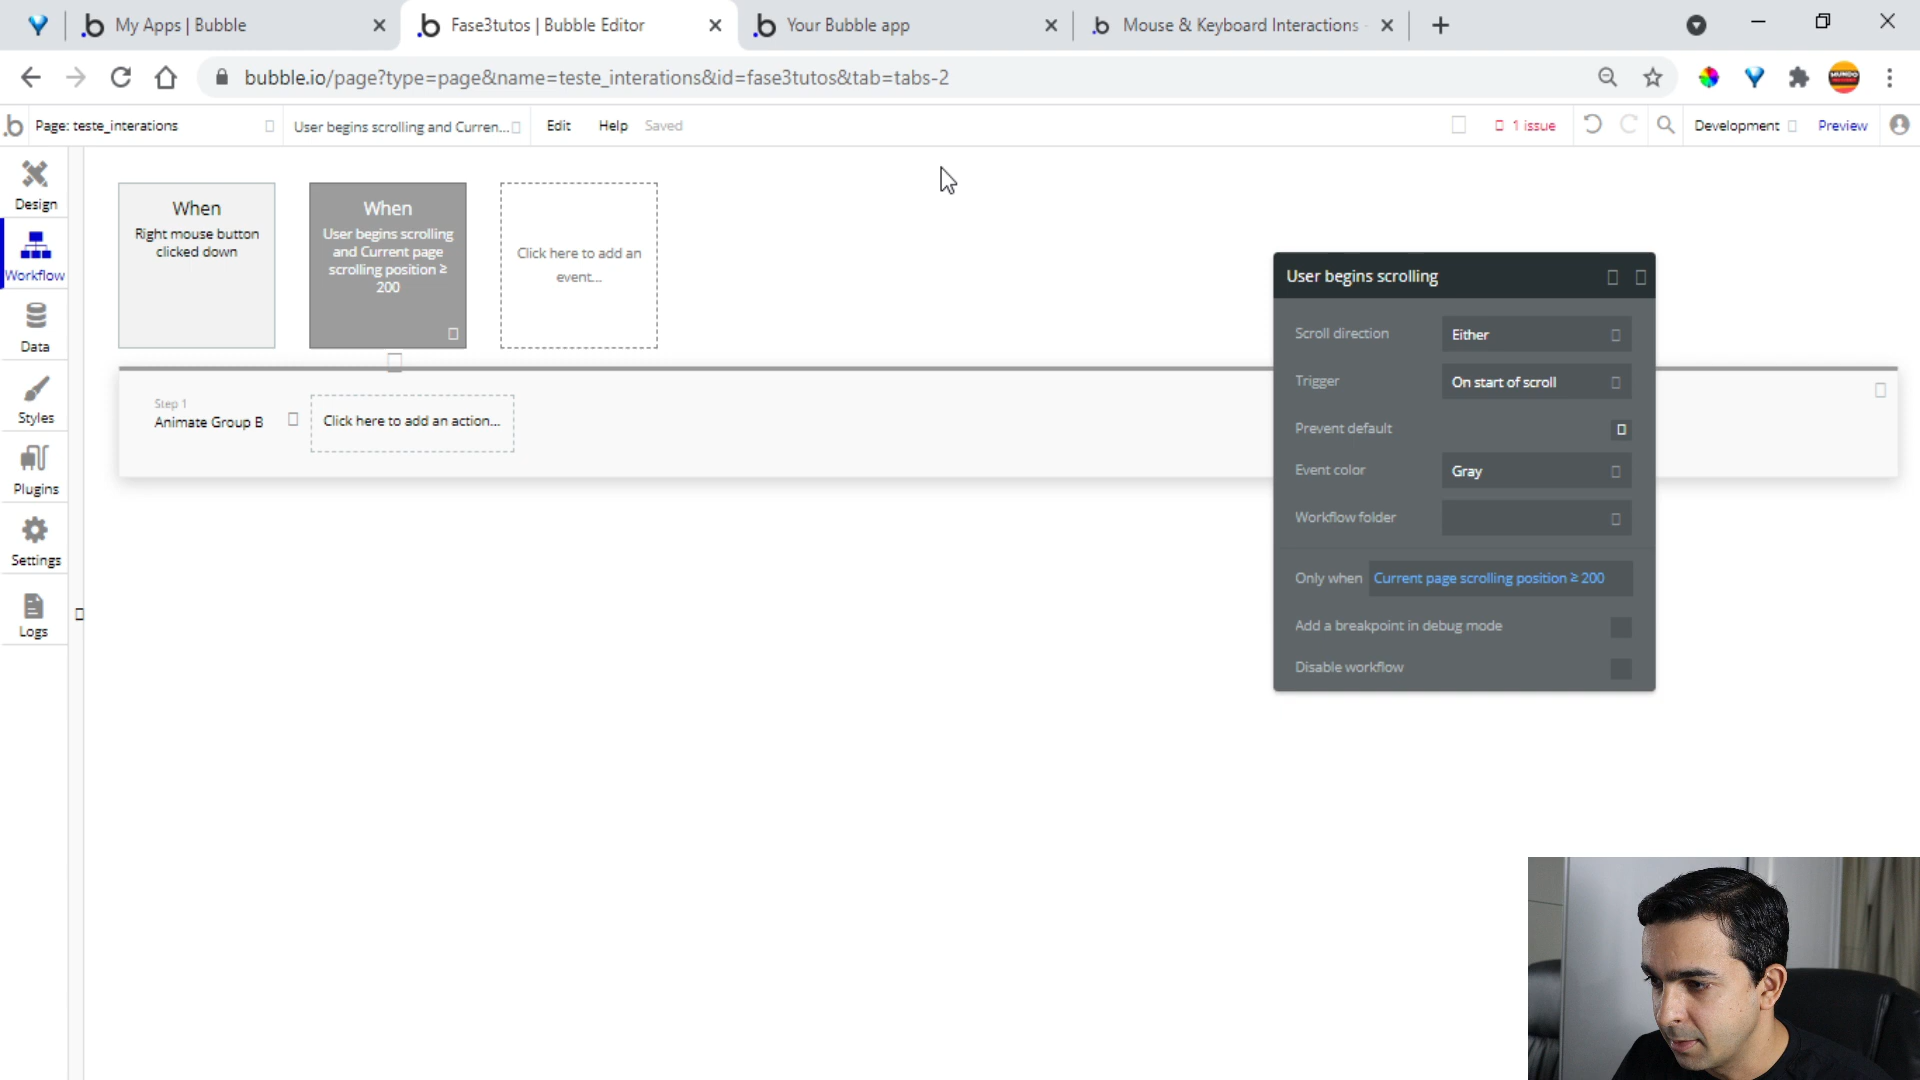 My Apps | Bubble
Fase3tutos | Bubble Editor
Your Bubble app
Mouse & Keyboard Interactions
bubble.io/page?type=page&name=teste_interations&id=fase3tutos&tab=tabs-2
Page: teste_interations
User begins scrolling and Curren...
Edit
Help
Saved
1 issue
Development
Preview
Design
Workflow
Data
Styles
Plugins
Settings
Logs
When
Right mouse button
clicked down
When
User begins scrolling
and Current page
scrolling position ≥
200
Click here to add an
event...
Step 1
Animate Group B
Click here to add an action...
User begins scrolling
Scroll direction
Either
Trigger
On start of scroll
Prevent default
Event color
Gray
Workflow folder
Only when
Current page scrolling position ≥ 200
Add a breakpoint in debug mode
Disable workflow